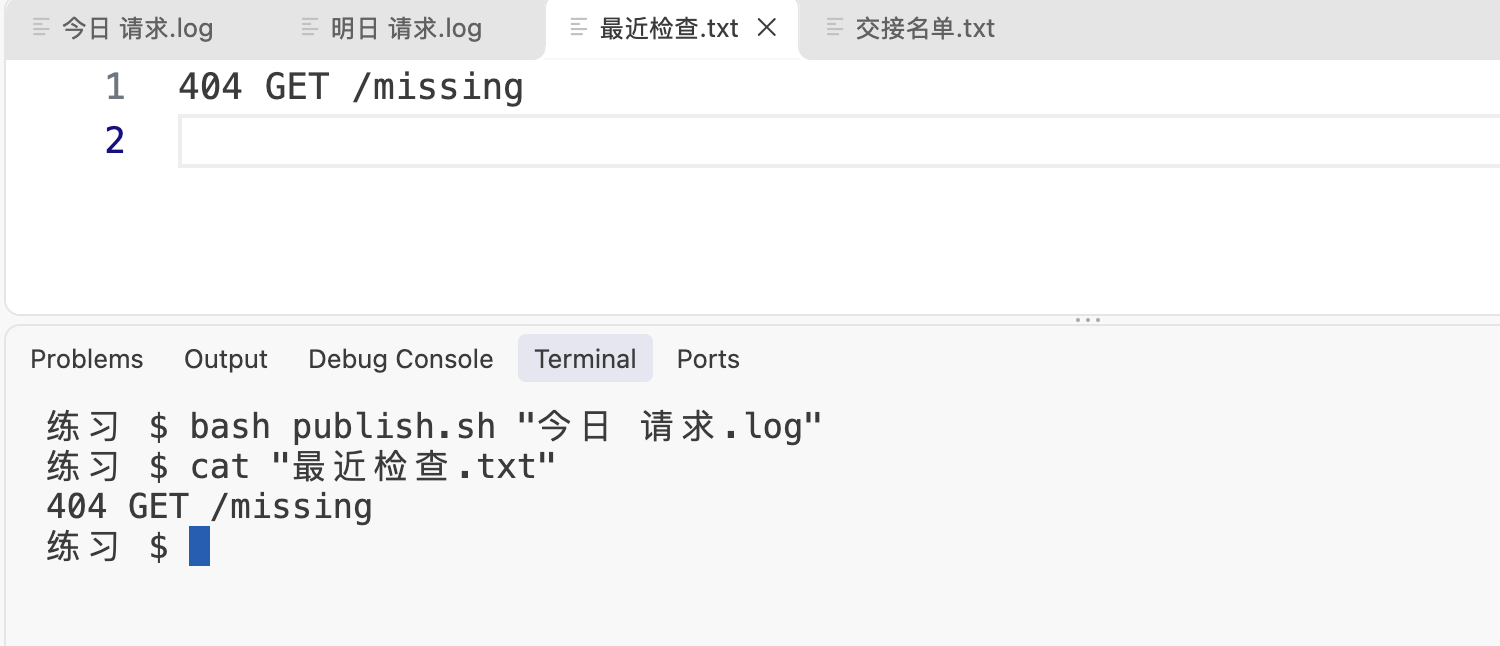 今日 请求.log 明日 请求.log 最近检查.txt 交接名单.txt
1 404 GET /missing
2
Problems Output Debug Console Terminal Ports
练习 $ bash publish.sh "今日 请求.log"
练习 $ cat "最近检查.txt"
404 GET /missing
练习 $